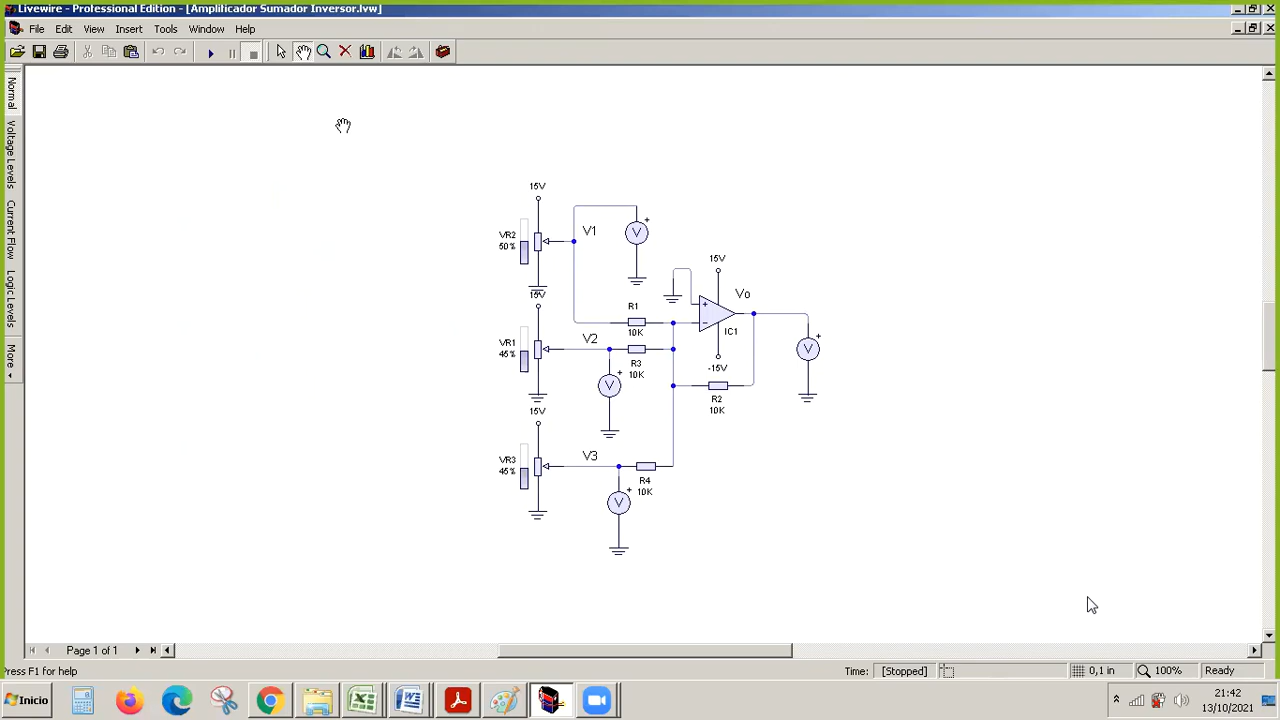 Livewire - Professional Edition - [Amplificador Sumador Inversor.lvw]
File Edit View Insert Tools Window Help
Normal
Voltage Levels
Current Flow
Logic Levels
More
15V
VR2
50%
V1
V
+
15V
VR1
45%
V2
V
+
15V
VR3
45%
V3
V
+
R1
10K
R3
10K
R4
10K
15V
+
-
IC1
-15V
Vo
R2
10K
V
+
Page 1 of 1
Press F1 for help
Time: [Stopped]
0,1 in
100%
Ready
Inicio
21:42
13/10/2021